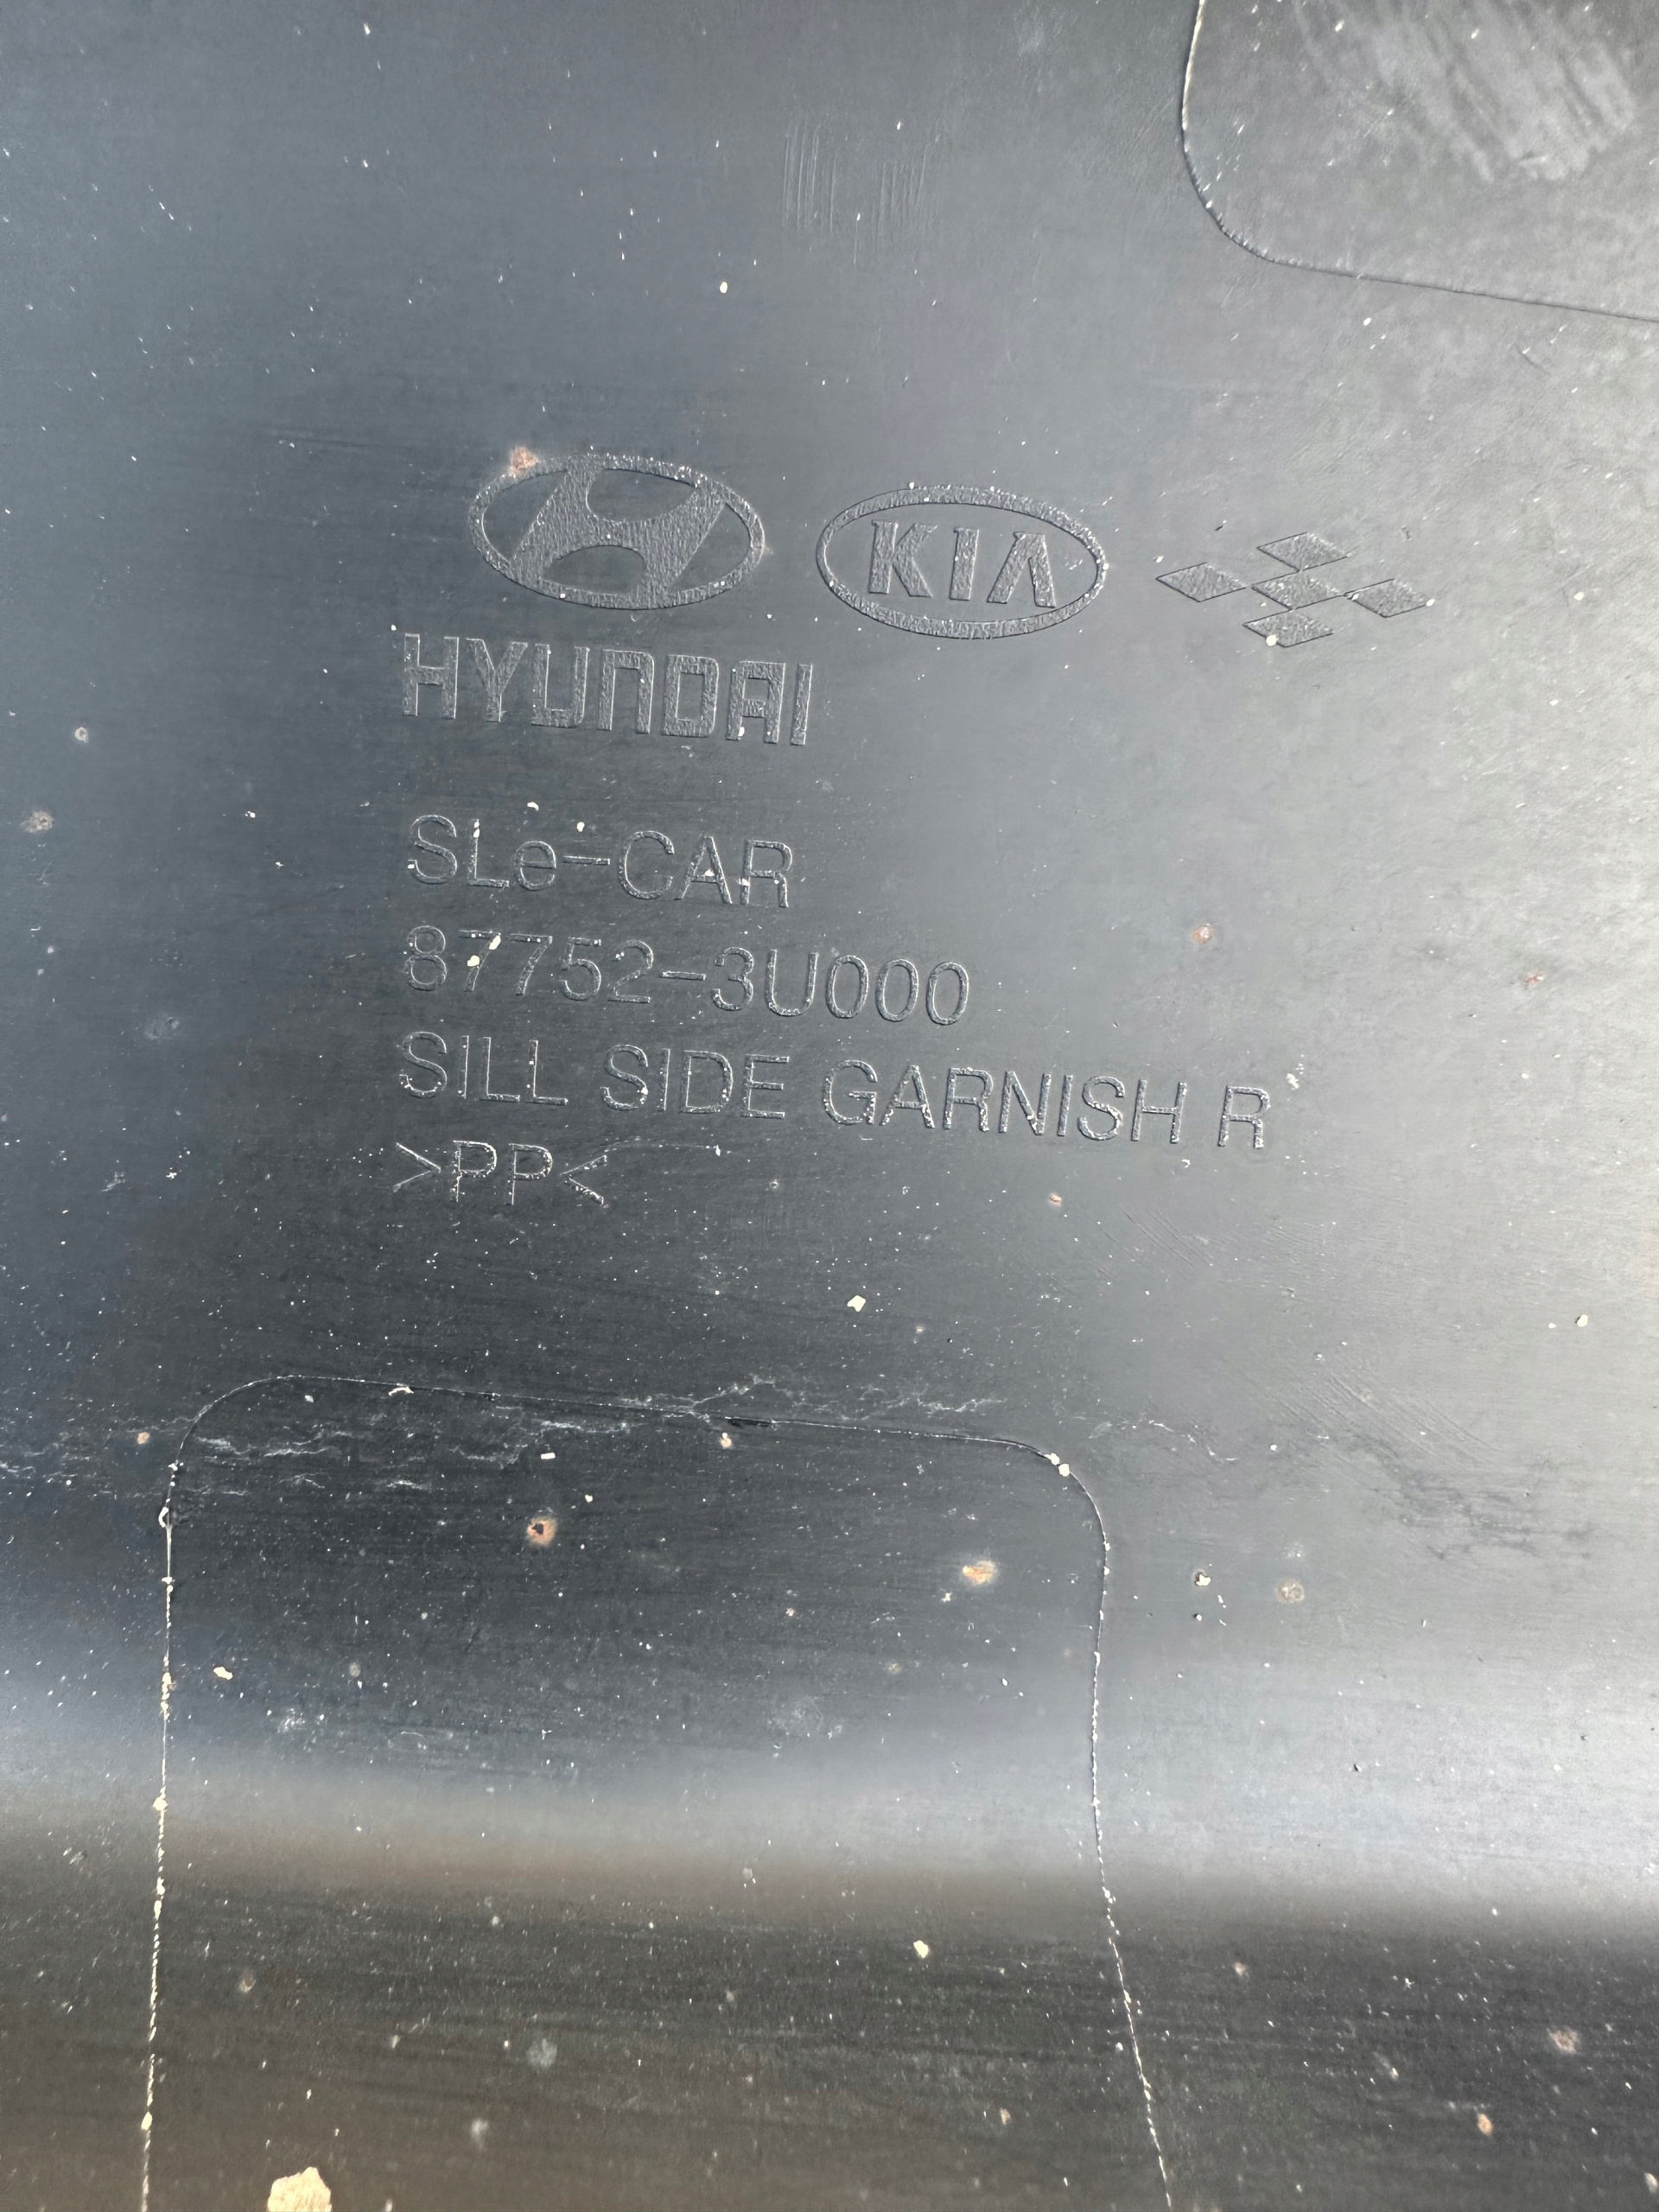 KIA
HYUNDAI
SLe-CAR
87752-3U000
SILL SIDE GARNISH R
>PP<